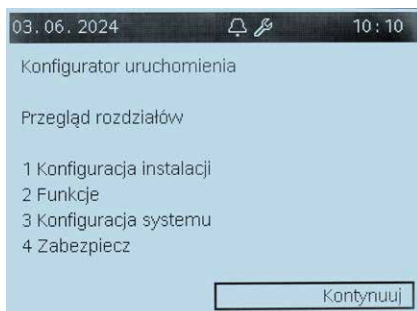 03.06.2024 10:10
Konfigurator uruchomienia
Przegląd rozdziałów
1 Konfiguracja instalacji
2 Funkcje
3 Konfiguracja systemu
4 Zabezpiecz
Kontynuuj